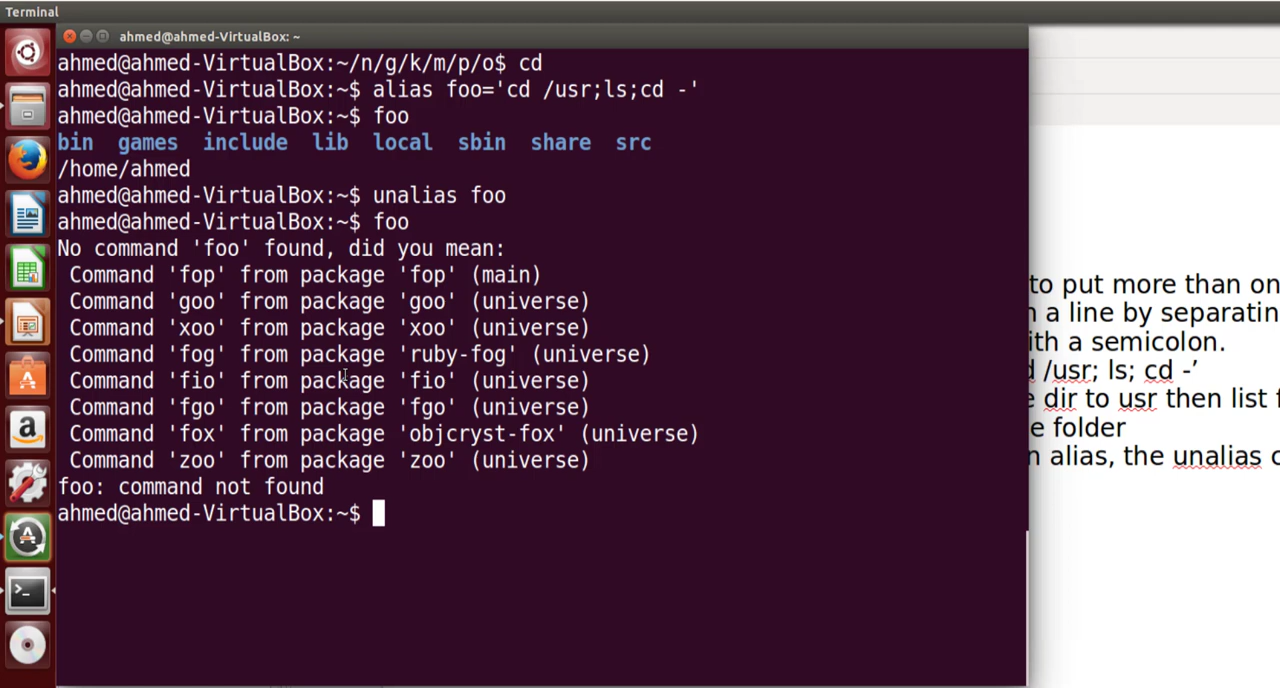 Terminal
ahmed@ahmed-VirtualBox: ~
ahmed@ahmed-VirtualBox:~/n/g/k/m/p/o$ cd
ahmed@ahmed-VirtualBox:~$ alias foo='cd /usr;ls;cd -'
ahmed@ahmed-VirtualBox:~$ foo
bin games include lib local sbin share src
/home/ahmed
ahmed@ahmed-VirtualBox:~$ unalias foo
ahmed@ahmed-VirtualBox:~$ foo
No command 'foo' found, did you mean:
Command 'fop' from package 'fop' (main)
Command 'goo' from package 'goo' (universe)
Command 'xoo' from package 'xoo' (universe)
Command 'fog' from package 'ruby-fog' (universe)
Command 'fio' from package 'fio' (universe)
Command 'fgo' from package 'fgo' (universe)
Command 'fox' from package 'objcryst-fox' (universe)
Command 'zoo' from package 'zoo' (universe)
foo: command not found
ahmed@ahmed-VirtualBox:~$
to put more than on
a line by separatin
ith a semicolon.
/usr; ls; cd -’
dir to usr then list f
e folder
alias, the unalias